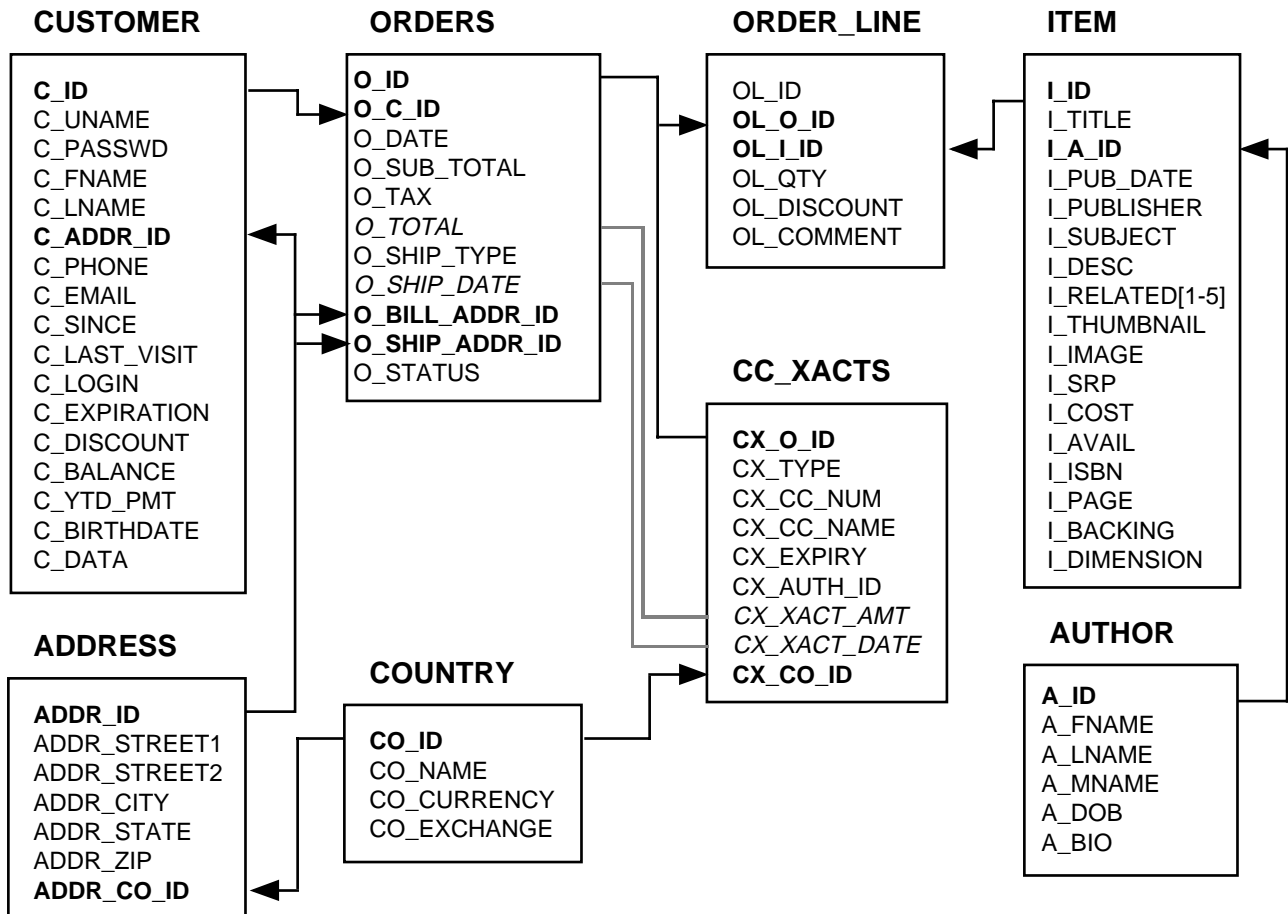 CUSTOMER
C_ID
C_UNAME
C_PASSWD
C_FNAME
C_LNAME
C_ADDR_ID
C_PHONE
C_EMAIL
C_SINCE
C_LAST_VISIT
C_LOGIN
C_EXPIRATION
C_DISCOUNT
C_BALANCE
C_YTD_PMT
C_BIRTHDATE
C_DATA
ORDERS
O_ID
O_C_ID
O_DATE
O_SUB_TOTAL
O_TAX
O_TOTAL
O_SHIP_TYPE
O_SHIP_DATE
O_BILL_ADDR_ID
O_SHIP_ADDR_ID
O_STATUS
ORDER_LINE
OL_ID
OL_O_ID
OL_I_ID
OL_QTY
OL_DISCOUNT
OL_COMMENT
ITEM
I_ID
I_TITLE
I_A_ID
I_PUB_DATE
I_PUBLISHER
I_SUBJECT
I_DESC
I_RELATED[1-5]
I_THUMBNAIL
I_IMAGE
I_SRP
I_COST
I_AVAIL
I_ISBN
I_PAGE
I_BACKING
I_DIMENSION
CC_XACTS
CX_O_ID
CX_TYPE
CX_CC_NUM
CX_CC_NAME
CX_EXPIRY
CX_AUTH_ID
CX_XACT_AMT
CX_XACT_DATE
CX_CO_ID
ADDRESS
ADDR_ID
ADDR_STREET1
ADDR_STREET2
ADDR_CITY
ADDR_STATE
ADDR_ZIP
ADDR_CO_ID
COUNTRY
CO_ID
CO_NAME
CO_CURRENCY
CO_EXCHANGE
AUTHOR
A_ID
A_FNAME
A_LNAME
A_MNAME
A_DOB
A_BIO